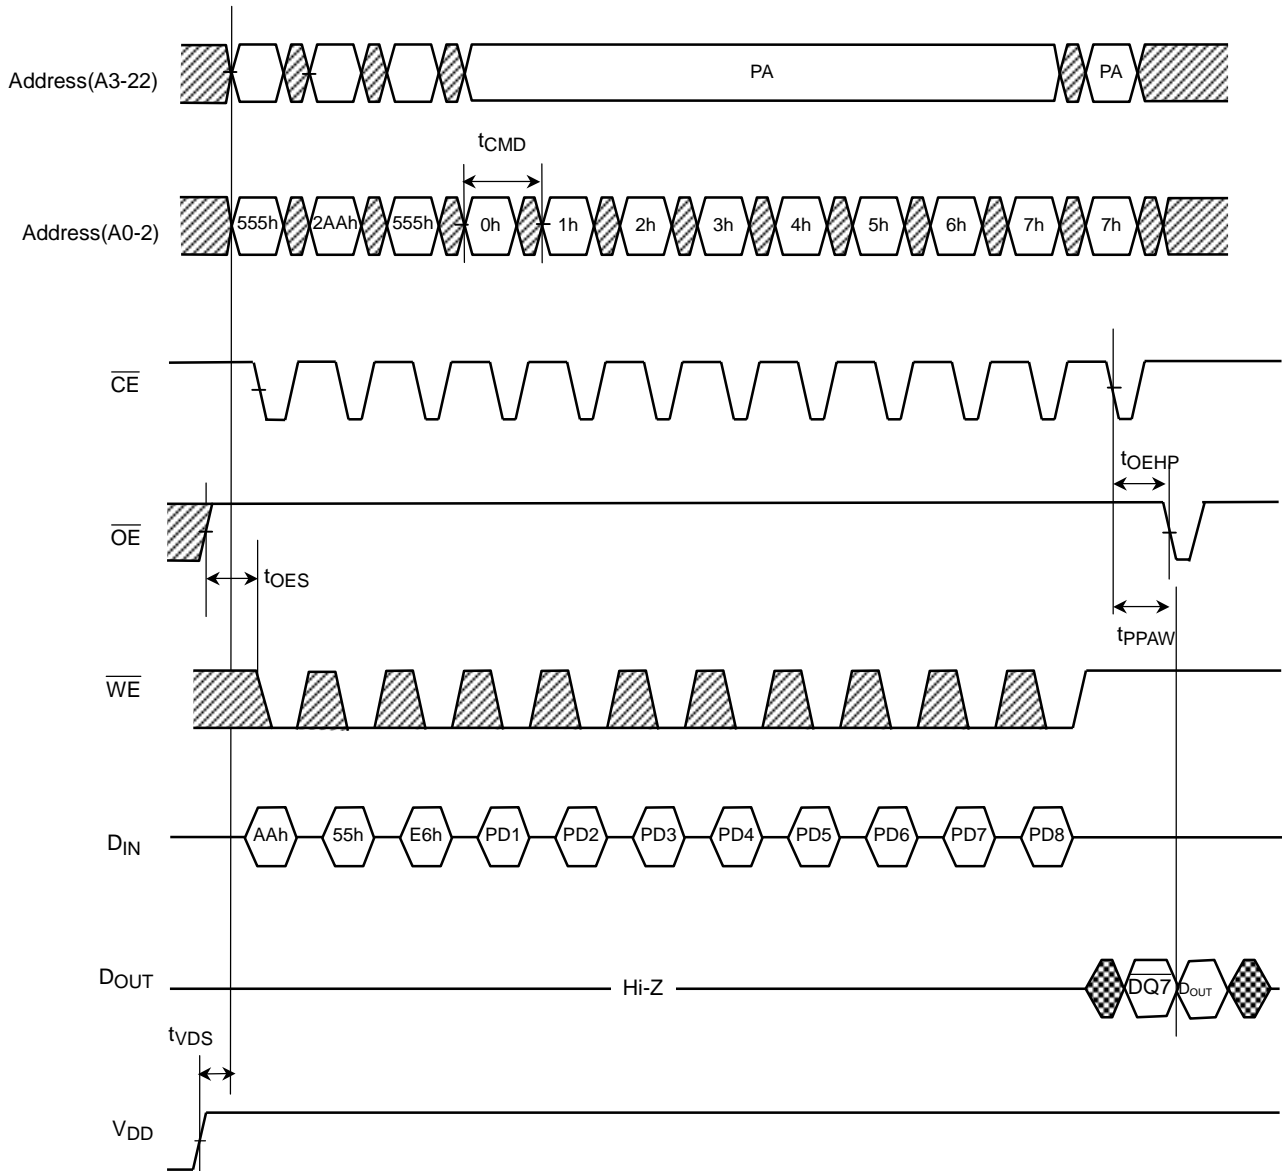 Address(A3-22)
PA
PA
tCMD
Address(A0-2)
555h 2AAh 555h 0h 1h 2h 3h 4h 5h 6h 7h 7h
CE
tOEHP
OE
tOES
tPPAW
WE
DIN
AAh 55h E6h PD1 PD2 PD3 PD4 PD5 PD6 PD7 PD8
DOUT
Hi-Z
DQ7
DOUT
tVDS
VDD